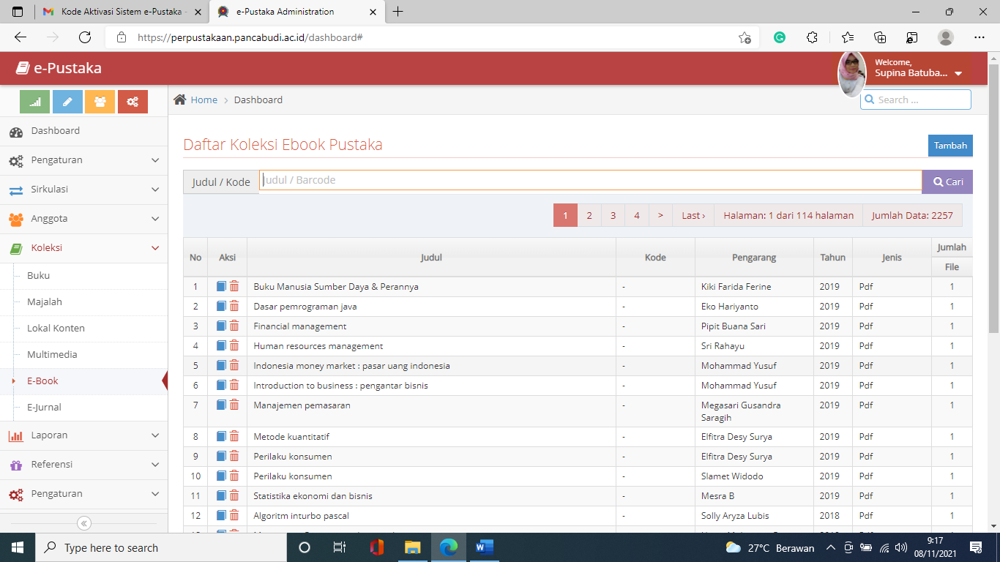 Kode Aktivasi Sistem e-Pustaka -
e-Pustaka Administration
https://perpustakaan.pancabudi.ac.id/dashboard#
e-Pustaka
Welcome,
Supina Batuba...
Home > Dashboard
Search ...
Dashboard
Pengaturan
Sirkulasi
Anggota
Koleksi
Buku
Majalah
Lokal Konten
Multimedia
E-Book
E-Jurnal
Laporan
Referensi
Pengaturan
Daftar Koleksi Ebook Pustaka
Tambah
Judul / Kode
Judul / Barcode
Cari
1 2 3 4 > Last › Halaman: 1 dari 114 halaman Jumlah Data: 2257
No Aksi Judul Kode Pengarang Tahun Jenis Jumlah
File
1 Buku Manusia Sumber Daya & Perannya - Kiki Farida Ferine 2019 Pdf 1
2 Dasar pemrograman java - Eko Hariyanto 2019 Pdf 1
3 Financial management - Pipit Buana Sari 2019 Pdf 1
4 Human resources management - Sri Rahayu 2019 Pdf 1
5 Indonesia money market : pasar uang indonesia - Mohammad Yusuf 2019 Pdf 1
6 Introduction to business : pengantar bisnis - Mohammad Yusuf 2019 Pdf 1
7 Manajemen pemasaran - Megasari Gusandra 2019 Pdf 1
Saragih
8 Metode kuantitatif - Elfitra Desy Surya 2019 Pdf 1
9 Perilaku konsumen - Elfitra Desy Surya 2019 Pdf 1
10 Perilaku konsumen - Slamet Widodo 2019 Pdf 1
11 Statistika ekonomi dan bisnis - Mesra B 2019 Pdf 1
12 Algoritm inturbo pascal - Solly Aryza Lubis 2018 Pdf 1
Type here to search
27°C Berawan
9:17
08/11/2021